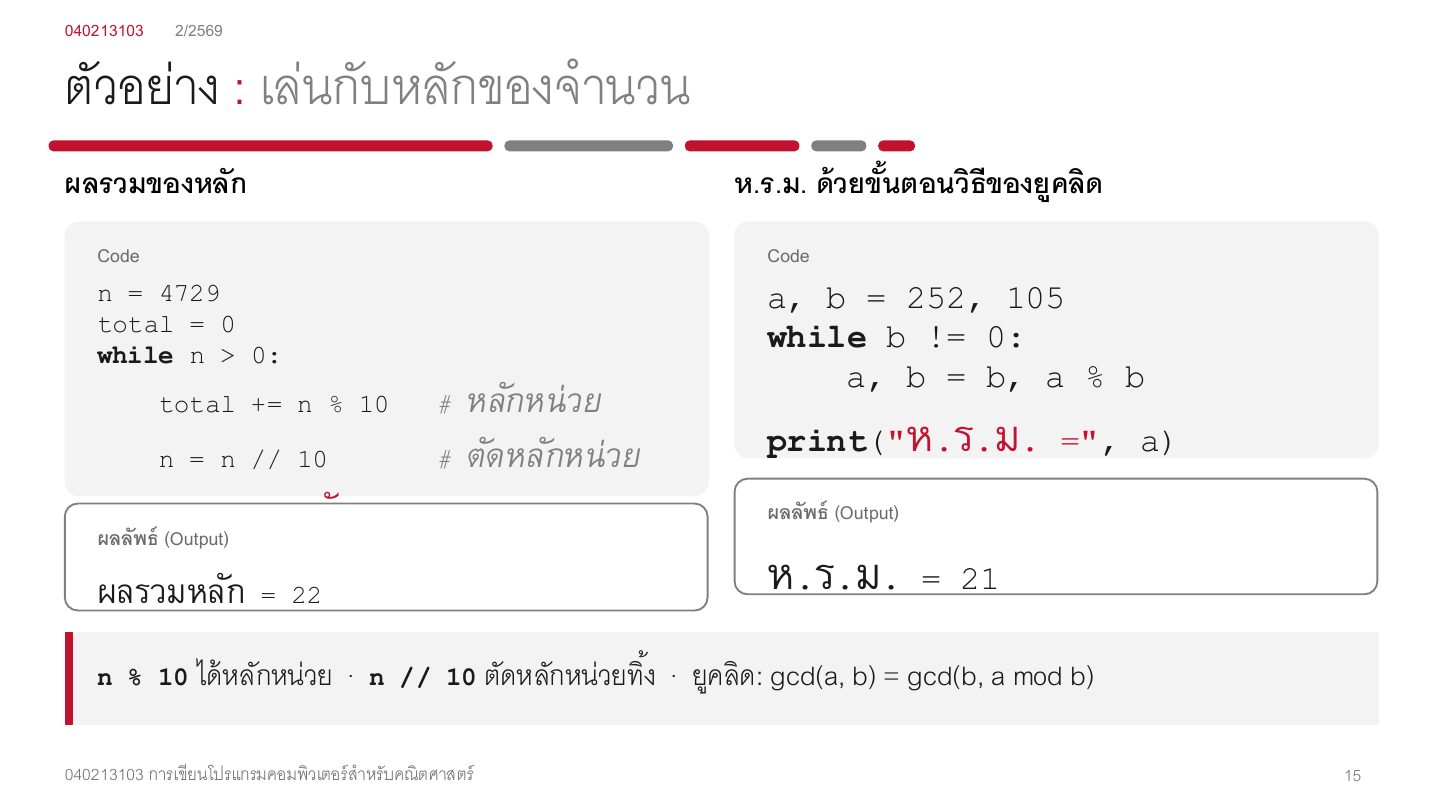 040213103 2/2569
ตัวอย่าง : เล่นกับหลักของจำนวน
ผลรวมของหลัก
Code
n = 4729
total = 0
while n > 0:
    total += n % 10   # หลักหน่วย
    n = n // 10       # ตัดหลักหน่วย
ผลลัพธ์ (Output)
ผลรวมหลัก = 22
ห.ร.ม. ด้วยขั้นตอนวิธีของยูคลิด
Code
a, b = 252, 105
while b != 0:
    a, b = b, a % b
print("ห.ร.ม. =", a)
ผลลัพธ์ (Output)
ห.ร.ม. = 21
n % 10 ได้หลักหน่วย · n // 10 ตัดหลักหน่วยทิ้ง · ยูคลิด: gcd(a, b) = gcd(b, a mod b)
040213103 การเขียนโปรแกรมคอมพิวเตอร์สำหรับคณิตศาสตร์ 15